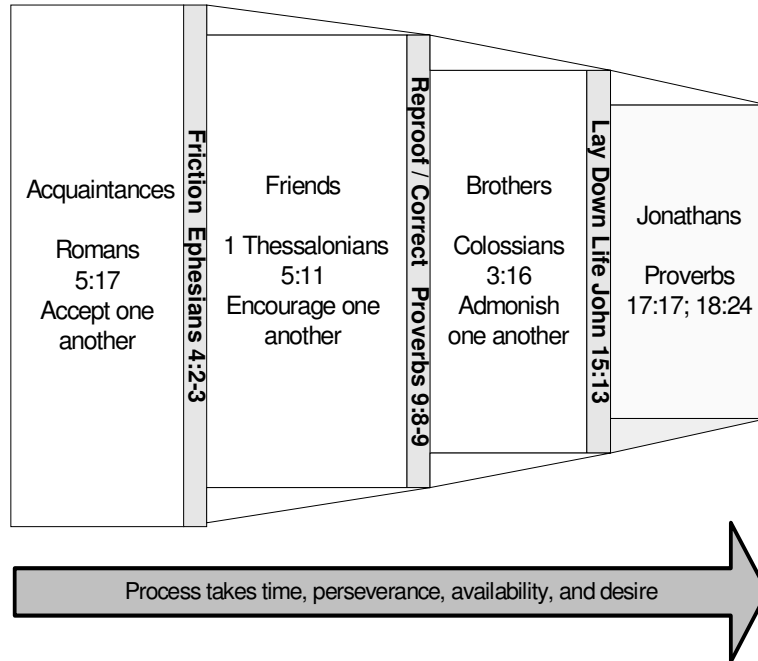 Acquaintances
Romans
5:17
Accept one
another
Friction Ephesians 4:2-3
Friends
1 Thessalonians
5:11
Encourage one
another
Reproof / Correct Proverbs 9:8-9
Brothers
Colossians
3:16
Admonish
one another
Lay Down Life John 15:13
Jonathans
Proverbs
17:17; 18:24
Process takes time, perseverance, availability, and desire